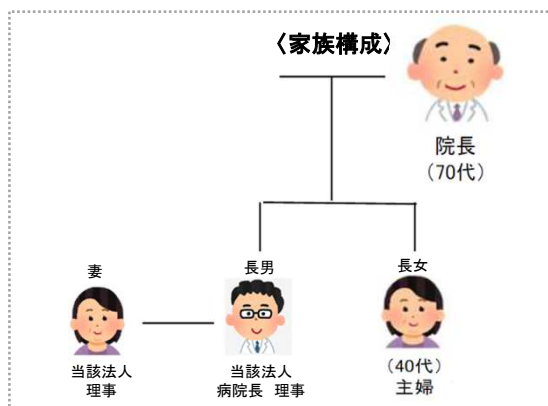 〈家族構成〉
院長
（70代）
妻
長男
長女
当該法人
理事
当該法人
病院長 理事
（40代）
主婦